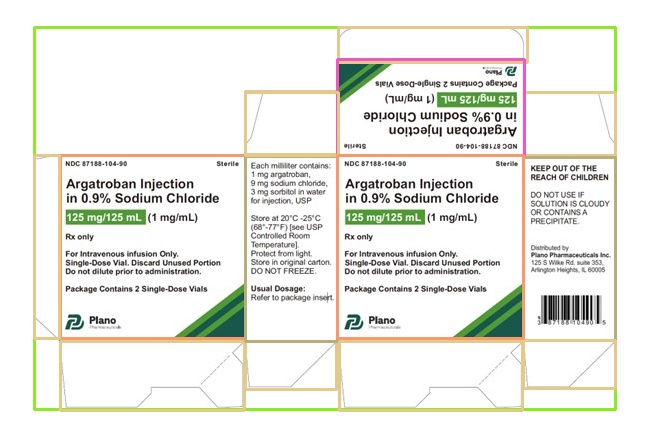 Sterile NDC 87188-104-90
Argatroban Injection
in 0.9% Sodium Chloride
125 mg/125 mL (1 mg/mL)
Package Contains 2 Single-Dose Vials
Plano
Pharmaceuticals
NDC 87188-104-90 Sterile
Argatroban Injection
in 0.9% Sodium Chloride
125 mg/125 mL (1 mg/mL)
Rx only
For Intravenous infusion Only.
Single-Dose Vial. Discard Unused Portion
Do not dilute prior to administration.
Package Contains 2 Single-Dose Vials
Plano
Pharmaceuticals
Each milliliter contains:
1 mg argatroban,
9 mg sodium chloride,
3 mg sorbitol in water
for injection, USP
Store at 20°C -25°C
(68°-77°F) [see USP
Controlled Room
Temperature].
Protect from light.
Store in original carton.
DO NOT FREEZE.
Usual Dosage:
Refer to package insert.
NDC 87188-104-90 Sterile
Argatroban Injection
in 0.9% Sodium Chloride
125 mg/125 mL (1 mg/mL)
Rx only
For Intravenous infusion Only.
Single-Dose Vial. Discard Unused Portion
Do not dilute prior to administration.
Package Contains 2 Single-Dose Vials
Plano
Pharmaceuticals
KEEP OUT OF THE
REACH OF CHILDREN
DO NOT USE IF
SOLUTION IS CLOUDY
OR CONTAINS A
PRECIPITATE.
Distributed by
Plano Pharmaceuticals Inc.
125 S Wilke Rd. suite 353,
Arlington Heights, IL 60005
3 87188 10490 5